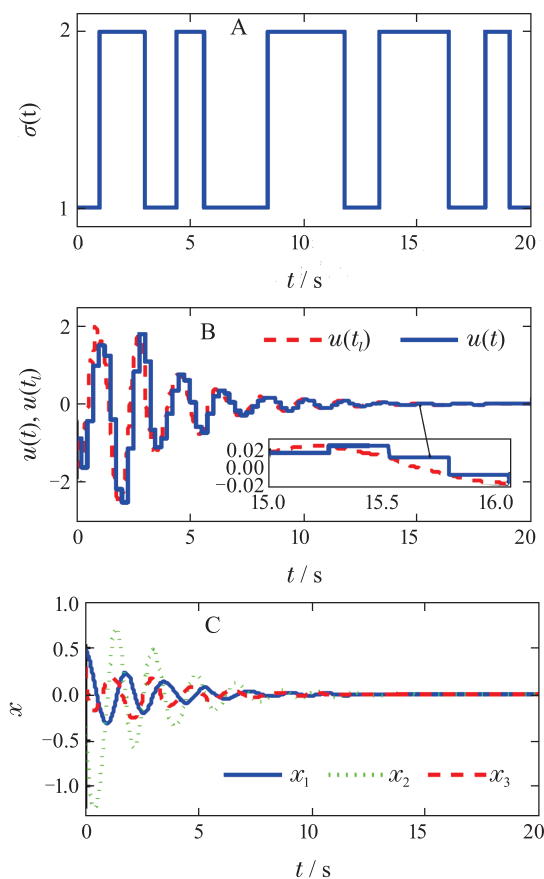 2
A
σ(t)
1
0 5 10 15 20
t / s
2
B
u(t_l) u(t)
u(t), u(t_l)
0
0.02
0.00
−0.02
15.0 15.5 16.0
−2
0 5 10 15 20
t / s
1.0
C
0.5
x
0.0
−0.5
−1.0
x₁ x₂ x₃
0 5 10 15 20
t / s